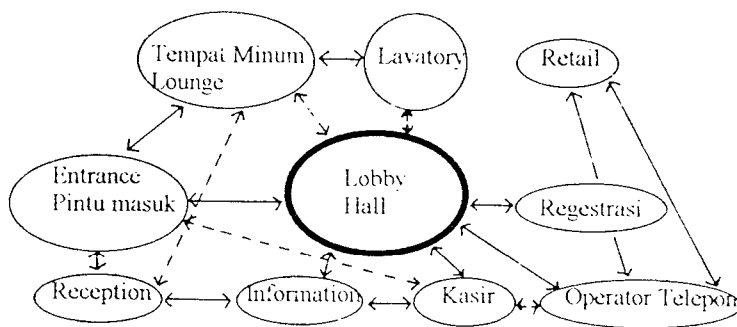 Tempat Minum
Lounge
Lavatory
Retail
Entrance
Pintu masuk
Lobby
Hall
Regestrasi
Reception
Information
Kasir
Operator Telepon